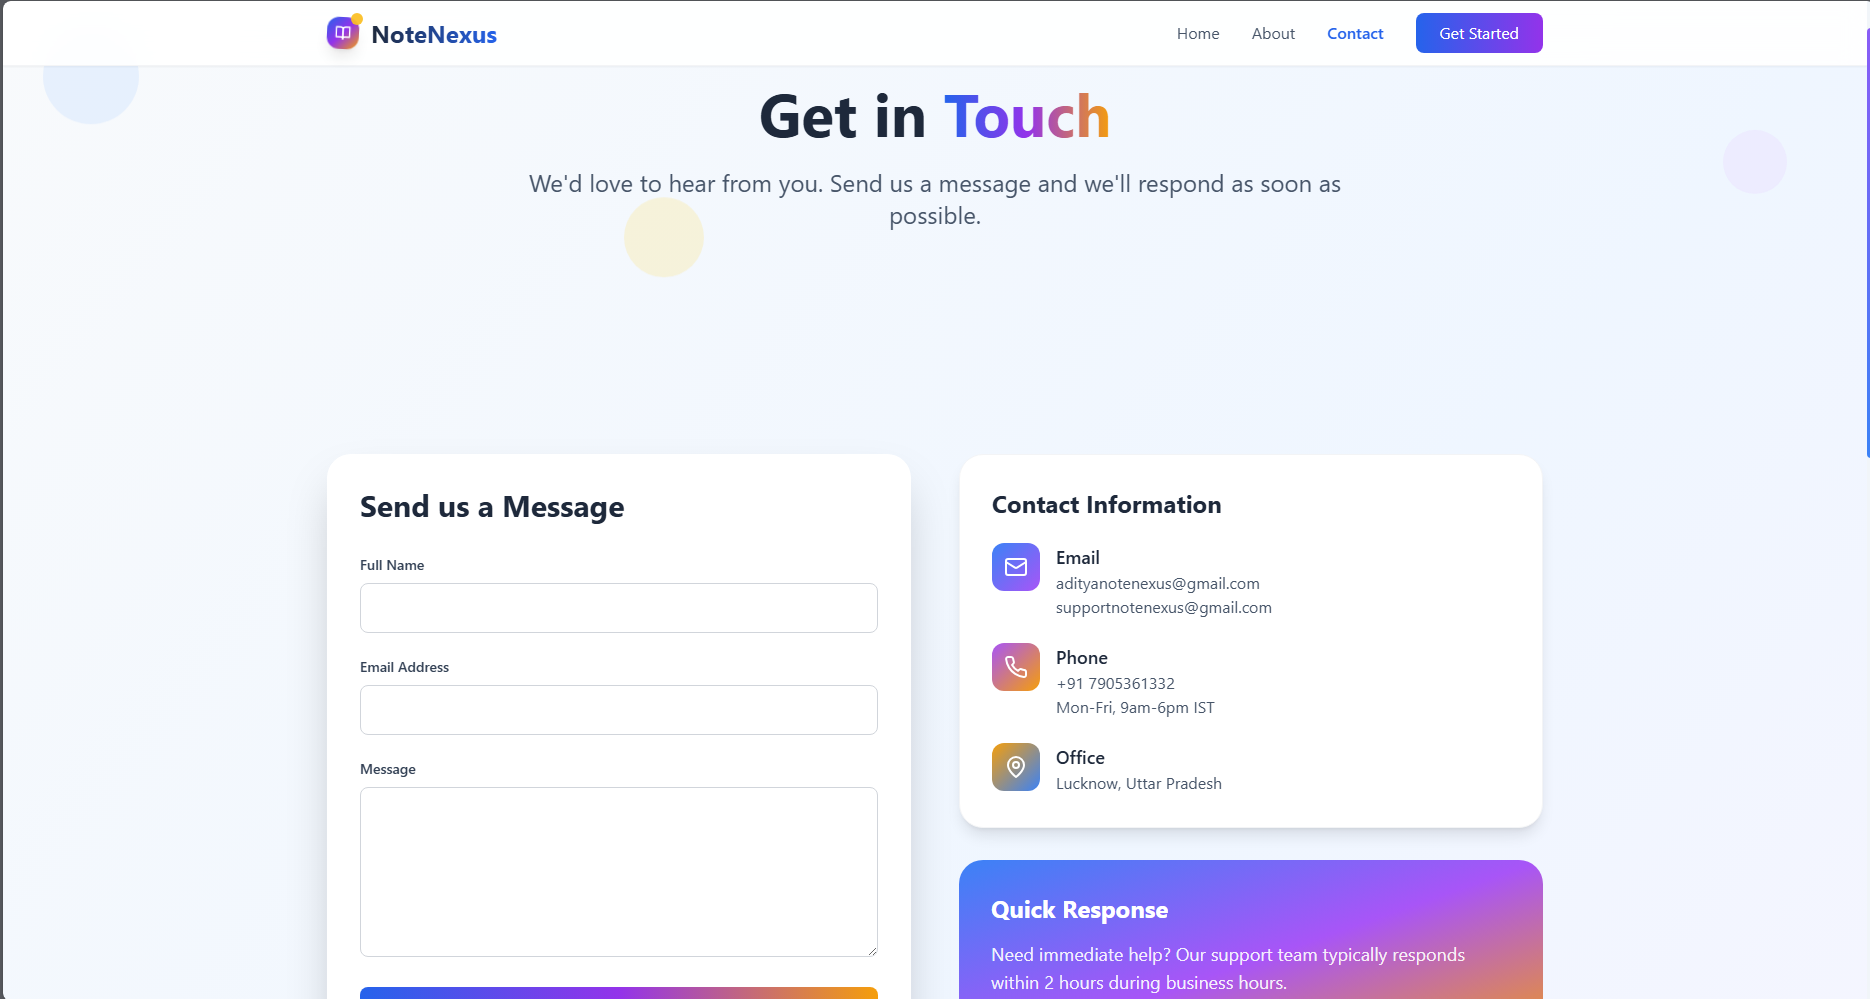 NoteNexus
Home
About
Contact
Get Started
Get in Touch
We'd love to hear from you. Send us a message and we'll respond as soon as
possible.
Send us a Message
Full Name
Email Address
Message
Contact Information
Email
adityanotenexus@gmail.com
supportnotenexus@gmail.com
Phone
+91 7905361332
Mon-Fri, 9am-6pm IST
Office
Lucknow, Uttar Pradesh
Quick Response
Need immediate help? Our support team typically responds
within 2 hours during business hours.